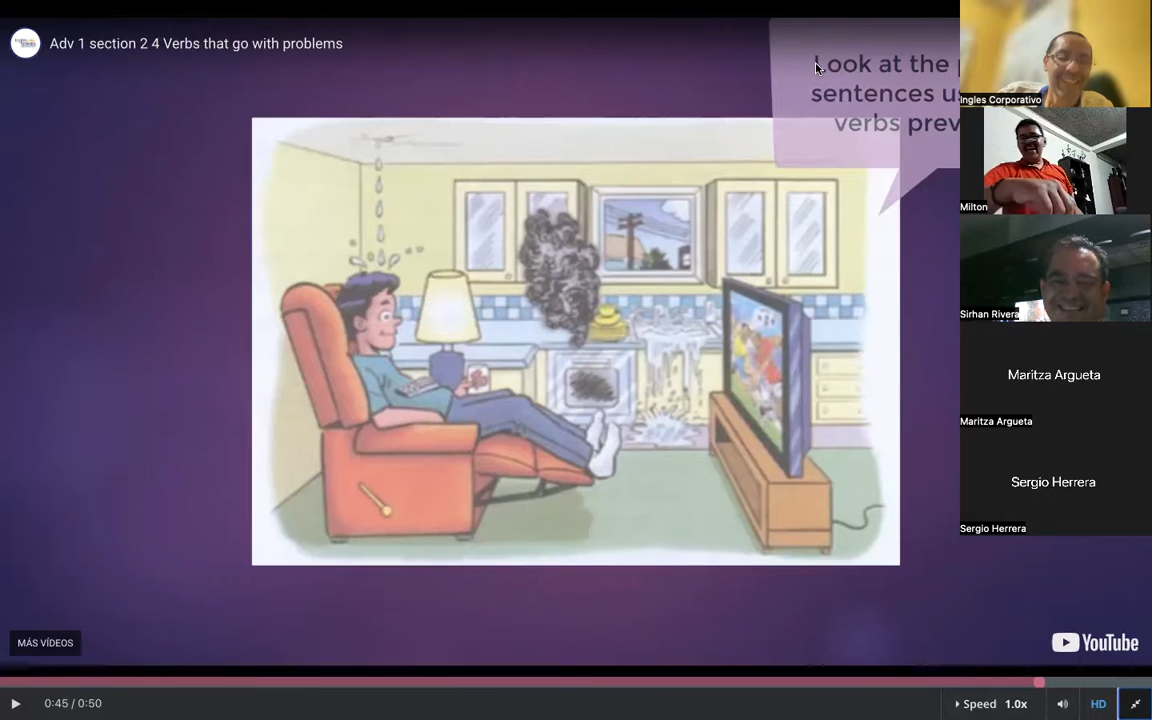 Adv 1 section 2 4 Verbs that go with problems
Look at the
sentences
verbs
Ingles Corporativo
Milton
Sirhan Rivera
Maritza Argueta
Maritza Argueta
Sergio Herrera
Sergio Herrera
MÁS VÍDEOS
YouTube
0:45 / 0:50
Speed 1.0x
HD